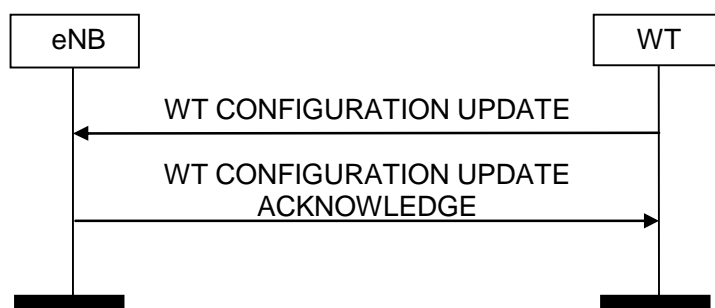 eNB
WT
WT CONFIGURATION UPDATE
WT CONFIGURATION UPDATE
ACKNOWLEDGE